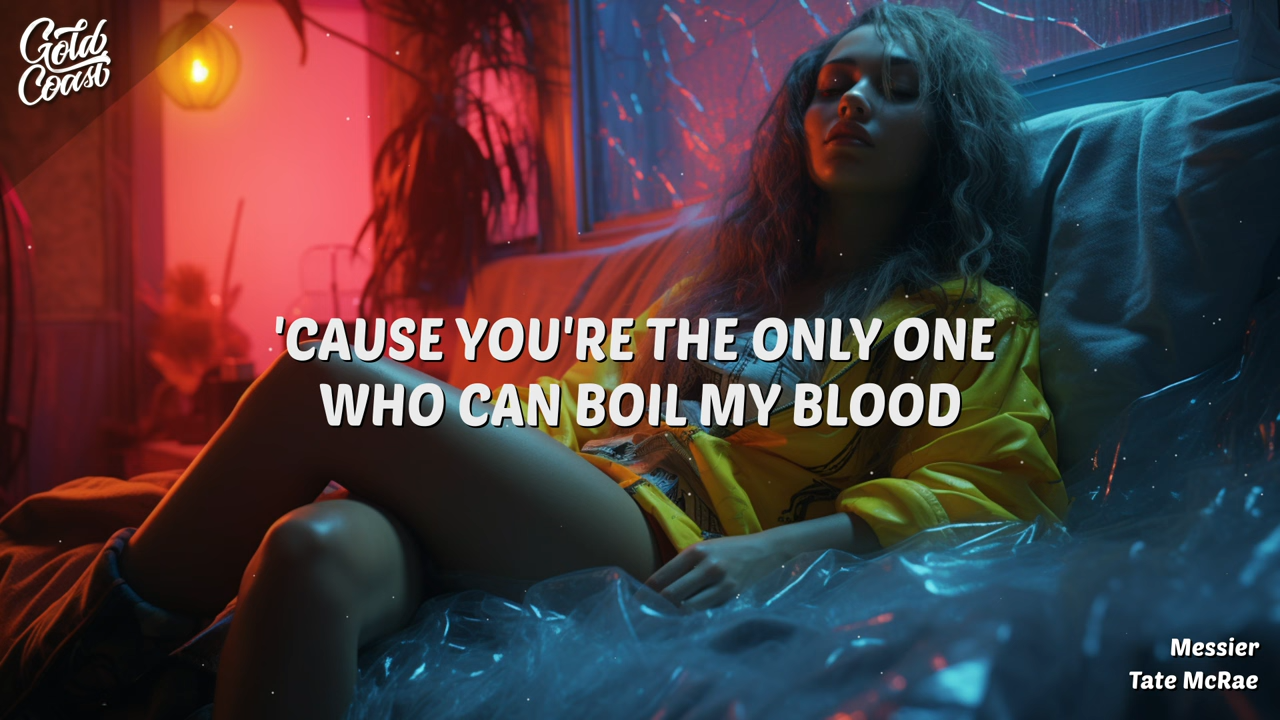 Gold
Coast
'CAUSE YOU'RE THE ONLY ONE
WHO CAN BOIL MY BLOOD
Messier
Tate McRae